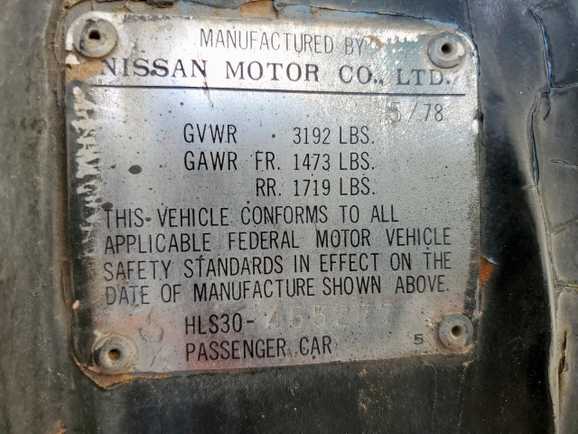 MANUFACTURED BY
NISSAN MOTOR CO., LTD.
5/78
GVWR 3192 LBS.
GAWR FR. 1473 LBS.
RR. 1719 LBS.
THIS VEHICLE CONFORMS TO ALL
APPLICABLE FEDERAL MOTOR VEHICLE
SAFETY STANDARDS IN EFFECT ON THE
DATE OF MANUFACTURE SHOWN ABOVE.
HLS30-
PASSENGER CAR 5